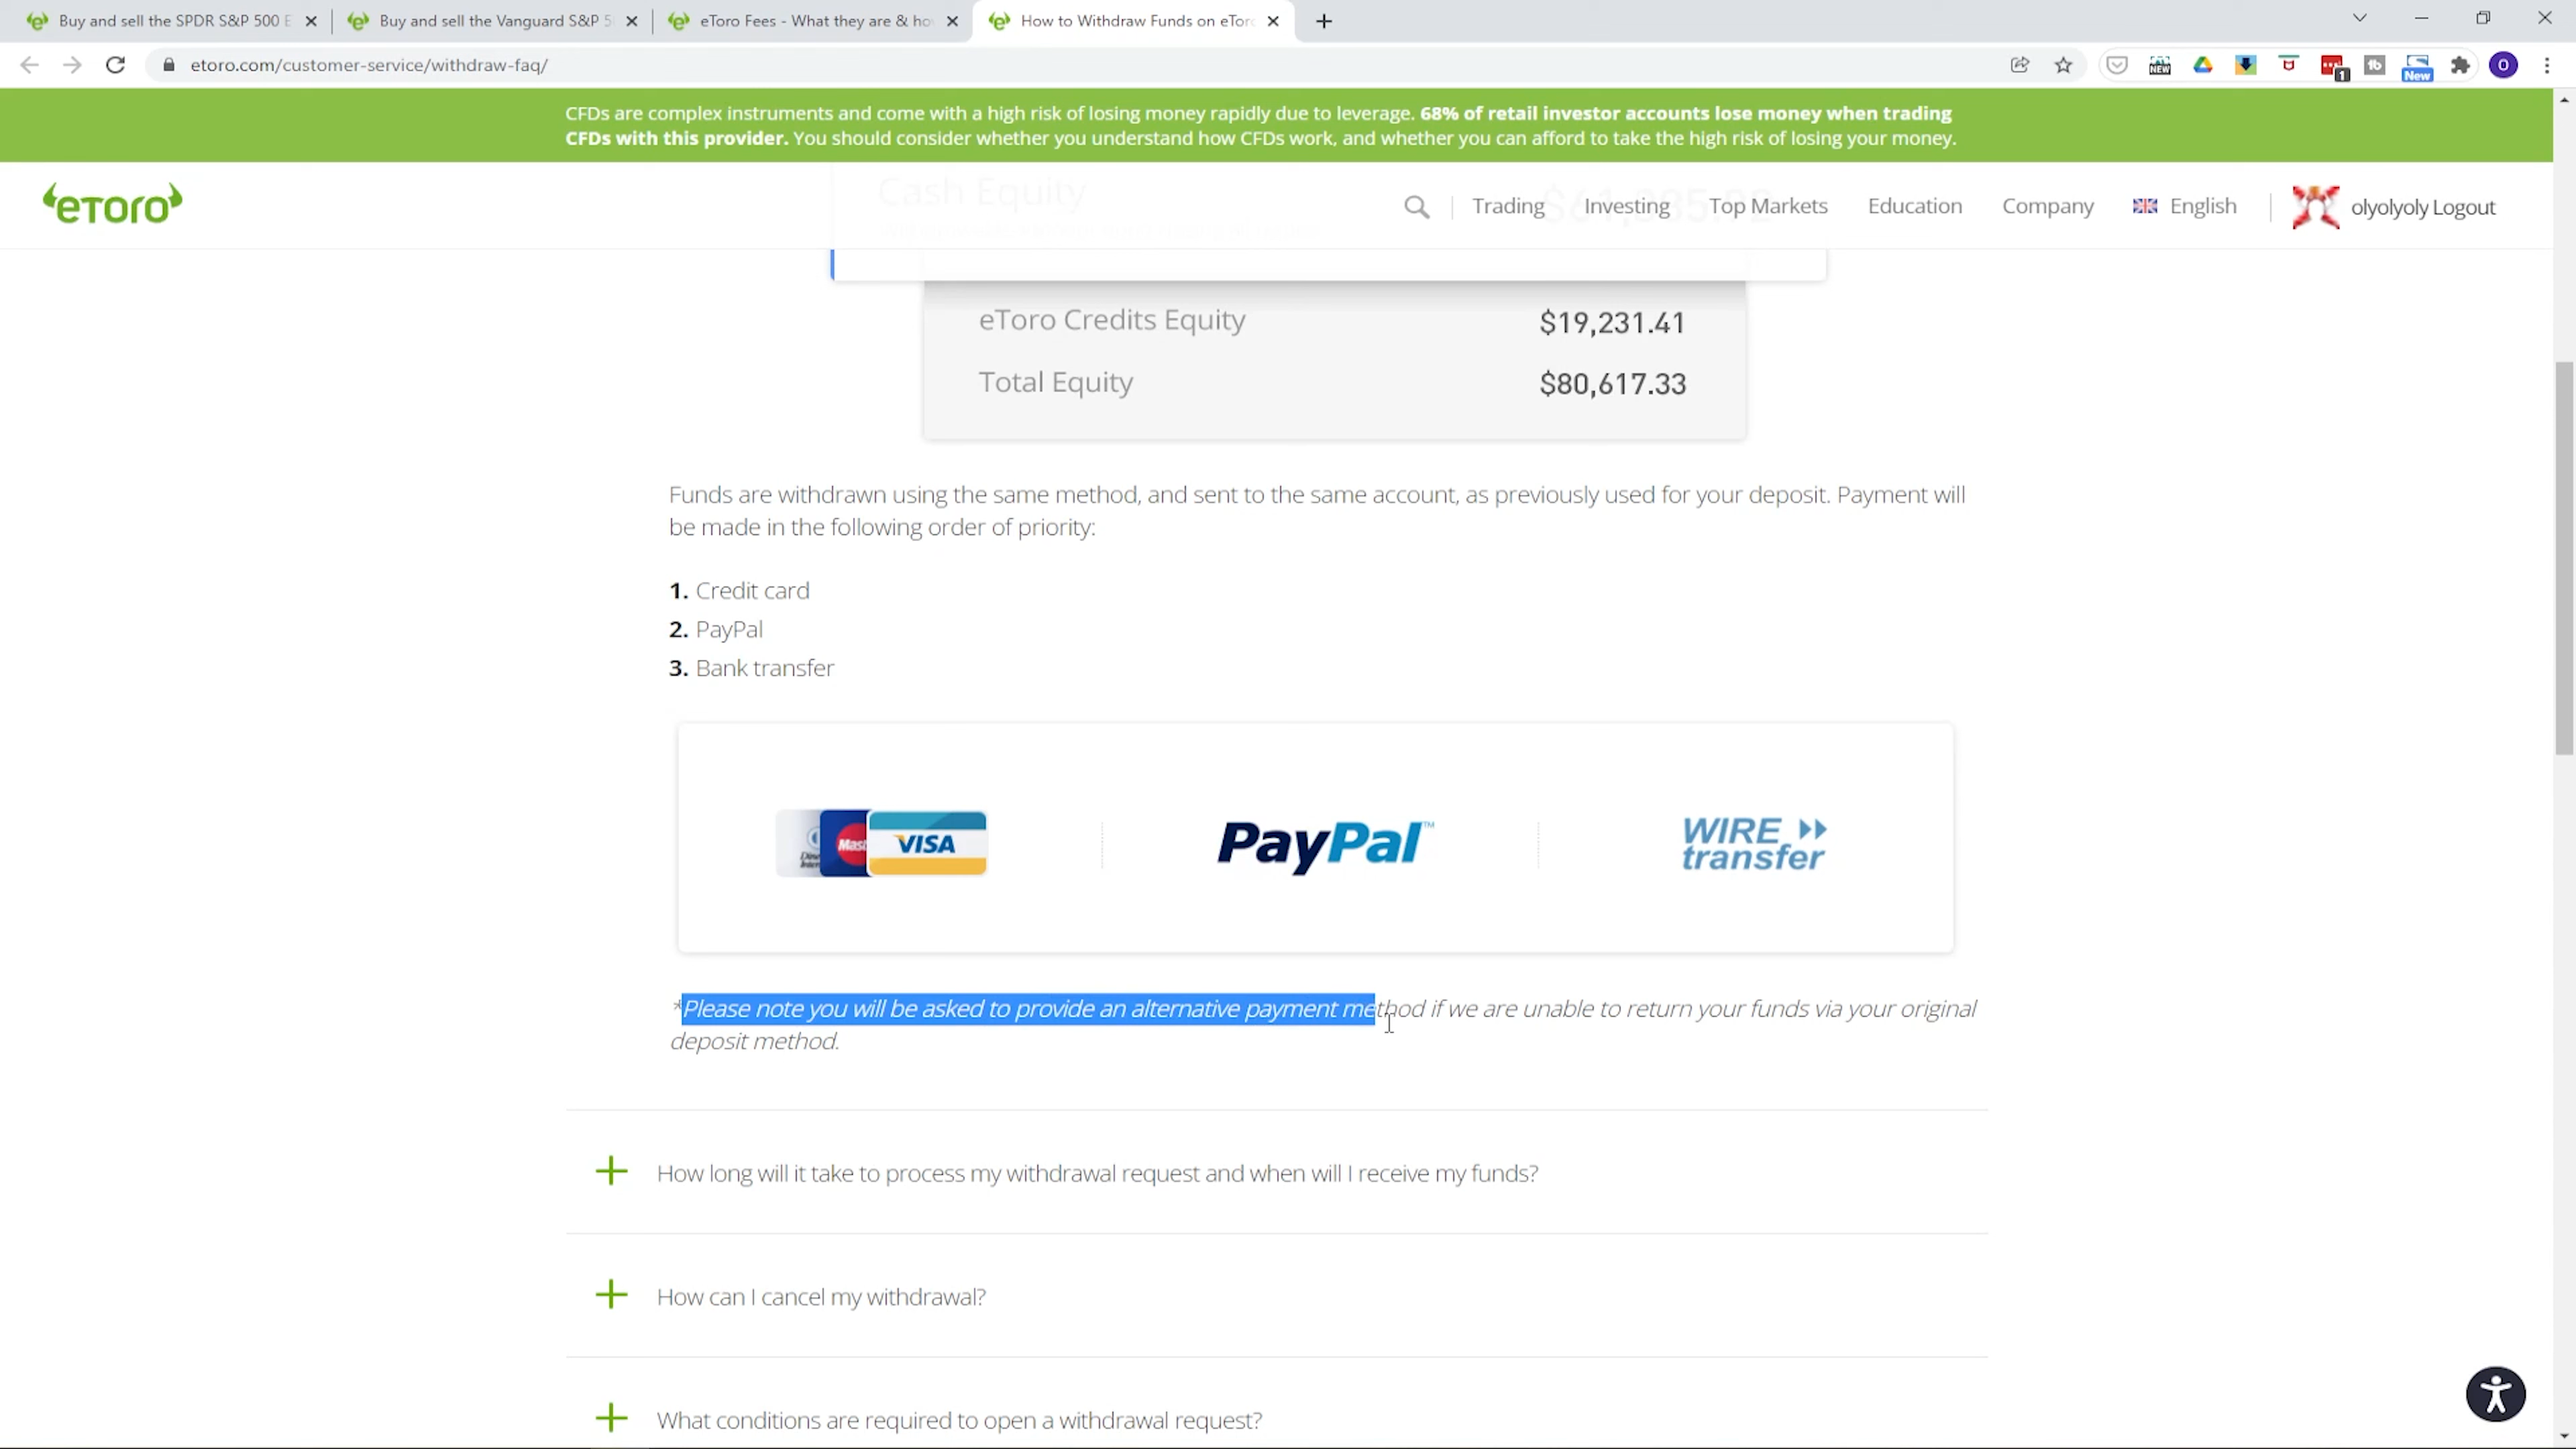 Buy and sell the SPDR S&P 500 E
Buy and sell the Vanguard S&P 5
eToro Fees - What they are & ho
How to Withdraw Funds on eToro
etoro.com/customer-service/withdraw-faq/
NEW
1
New
O
CFDs are complex instruments and come with a high risk of losing money rapidly due to leverage. 68% of retail investor accounts lose money when trading
CFDs with this provider. You should consider whether you understand how CFDs work, and whether you can afford to take the high risk of losing your money.
eToro
Cash Equity
Trading
Investing
Top Markets
Education
Company
English
olyolyoly Logout
eToro Credits Equity $19,231.41
Total Equity $80,617.33
Funds are withdrawn using the same method, and sent to the same account, as previously used for your deposit. Payment will
be made in the following order of priority:
1. Credit card
2. PayPal
3. Bank transfer
VISA
PayPal™
WIRE
transfer
*Please note you will be asked to provide an alternative payment method if we are unable to return your funds via your original
deposit method.
How long will it take to process my withdrawal request and when will I receive my funds?
How can I cancel my withdrawal?
What conditions are required to open a withdrawal request?